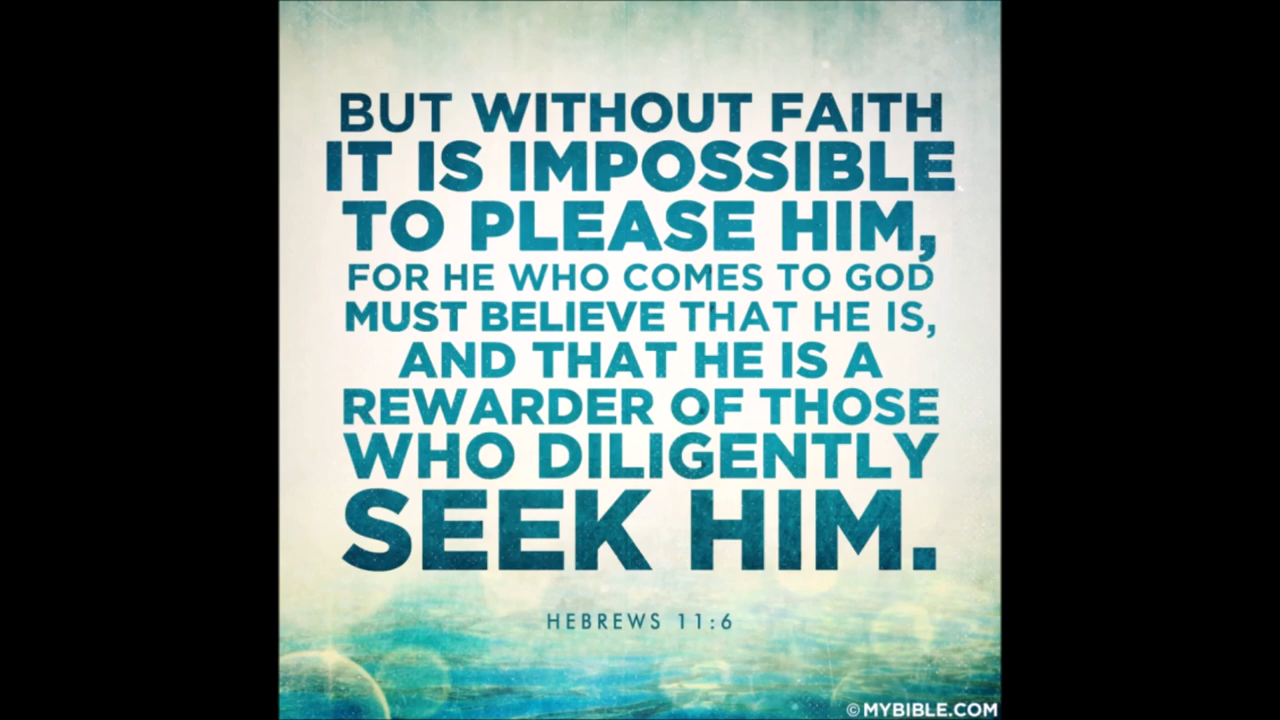 BUT WITHOUT FAITH
IT IS IMPOSSIBLE
TO PLEASE HIM,
FOR HE WHO COMES TO GOD
MUST BELIEVE THAT HE IS,
AND THAT HE IS A
REWARDER OF THOSE
WHO DILIGENTLY
SEEK HIM.
HEBREWS 11:6
©MYBIBLE.COM